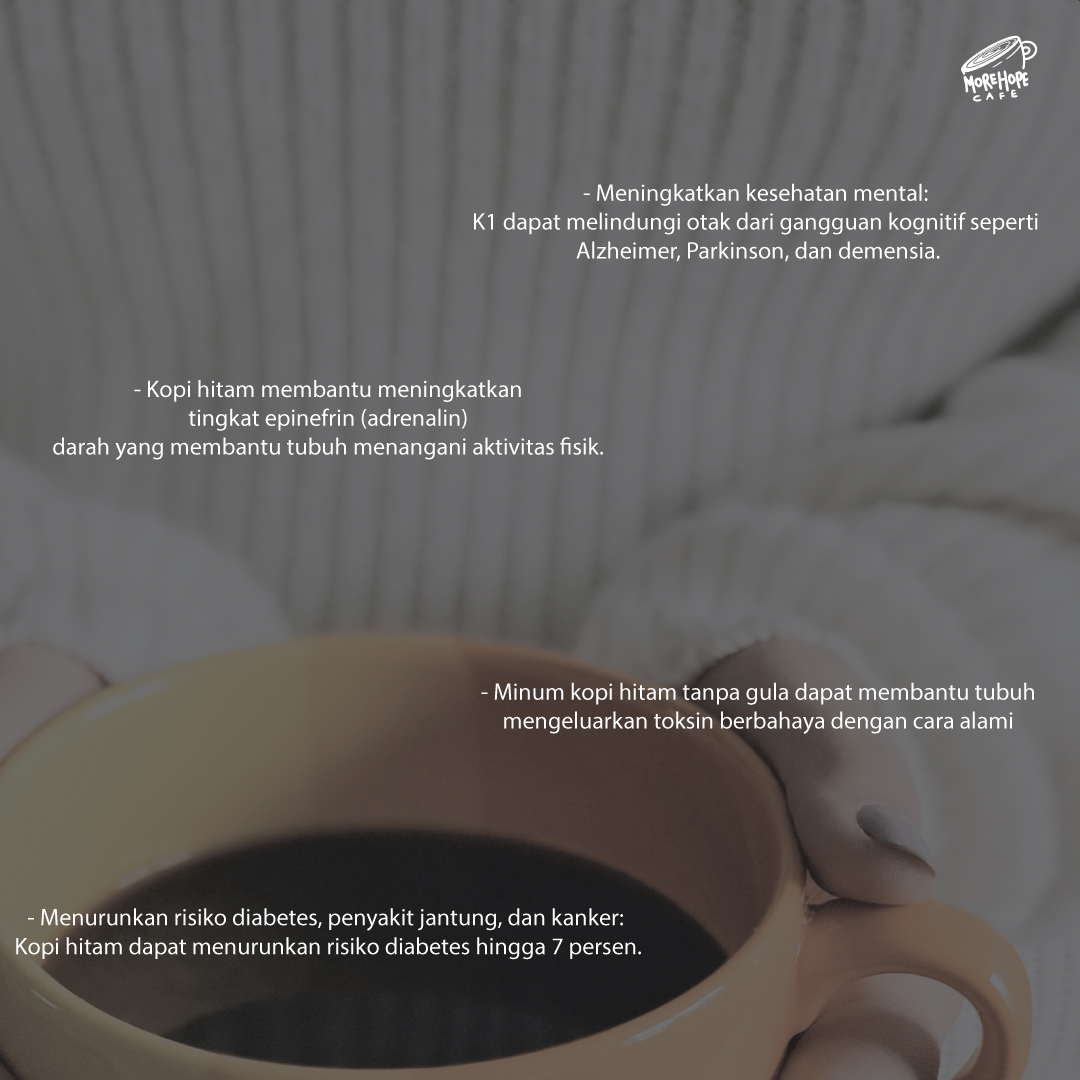 MOREHOPE
CAFE
- Meningkatkan kesehatan mental:
K1 dapat melindungi otak dari gangguan kognitif seperti
Alzheimer, Parkinson, dan demensia.
- Kopi hitam membantu meningkatkan
tingkat epinefrin (adrenalin)
darah yang membantu tubuh menangani aktivitas fisik.
- Minum kopi hitam tanpa gula dapat membantu tubuh
mengeluarkan toksin berbahaya dengan cara alami
- Menurunkan risiko diabetes, penyakit jantung, dan kanker:
Kopi hitam dapat menurunkan risiko diabetes hingga 7 persen.